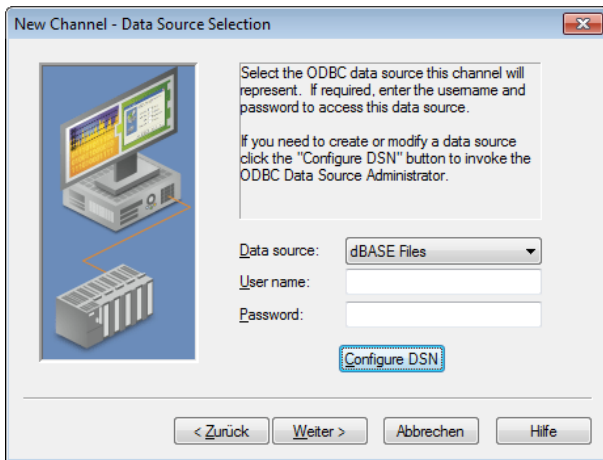 New Channel - Data Source Selection
Select the ODBC data source this channel will
represent. If required, enter the username and
password to access this data source.
If you need to create or modify a data source
click the "Configure DSN" button to invoke the
ODBC Data Source Administrator.
Data source: dBASE Files
User name:
Password:
Configure DSN
< Zurück Weiter > Abbrechen Hilfe